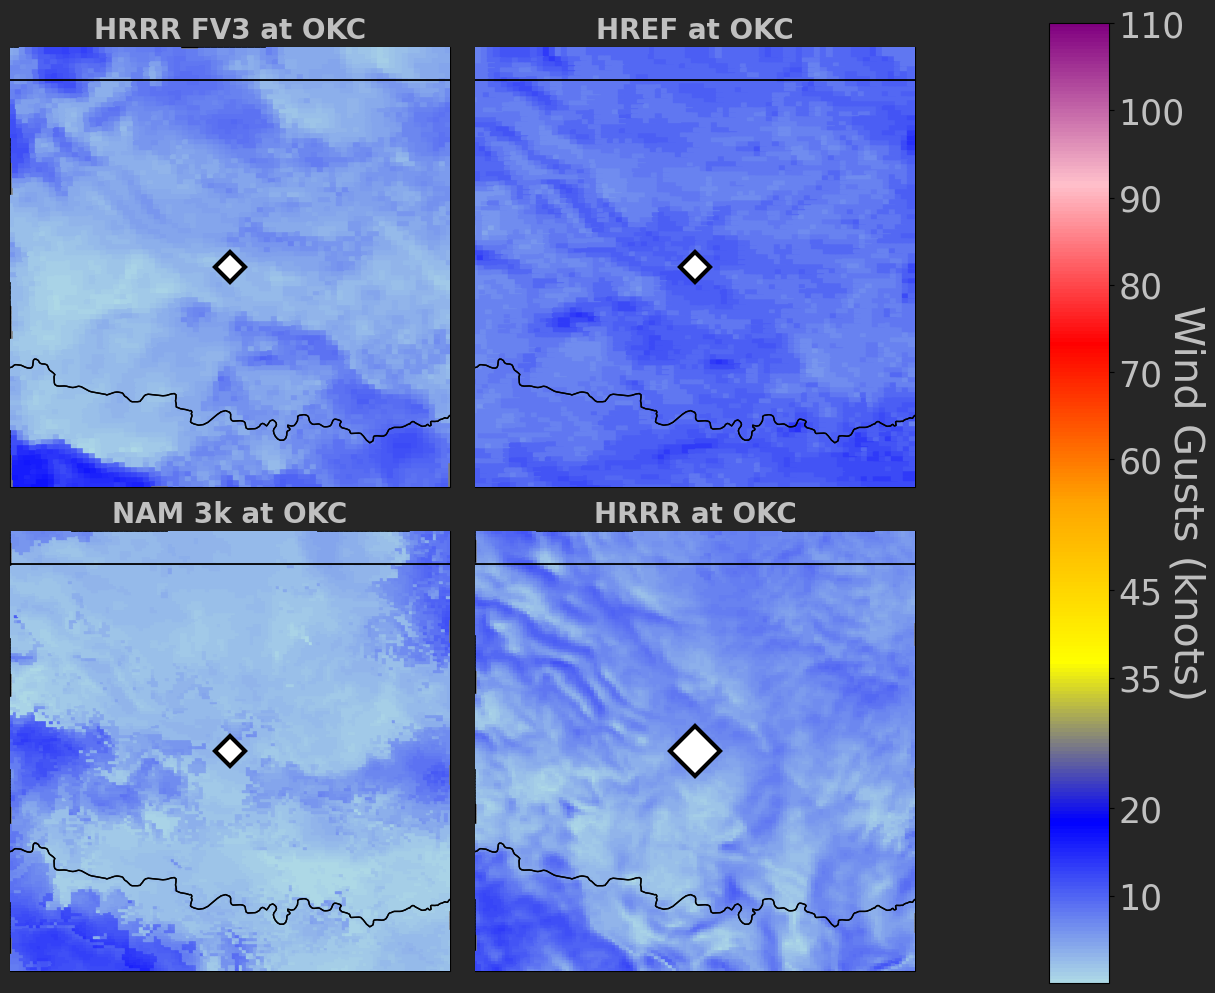 HRRR FV3 at OKC
HREF at OKC
NAM 3k at OKC
HRRR at OKC
110
100
90
80
70
60
45
35
20
10
Wind Gusts (knots)